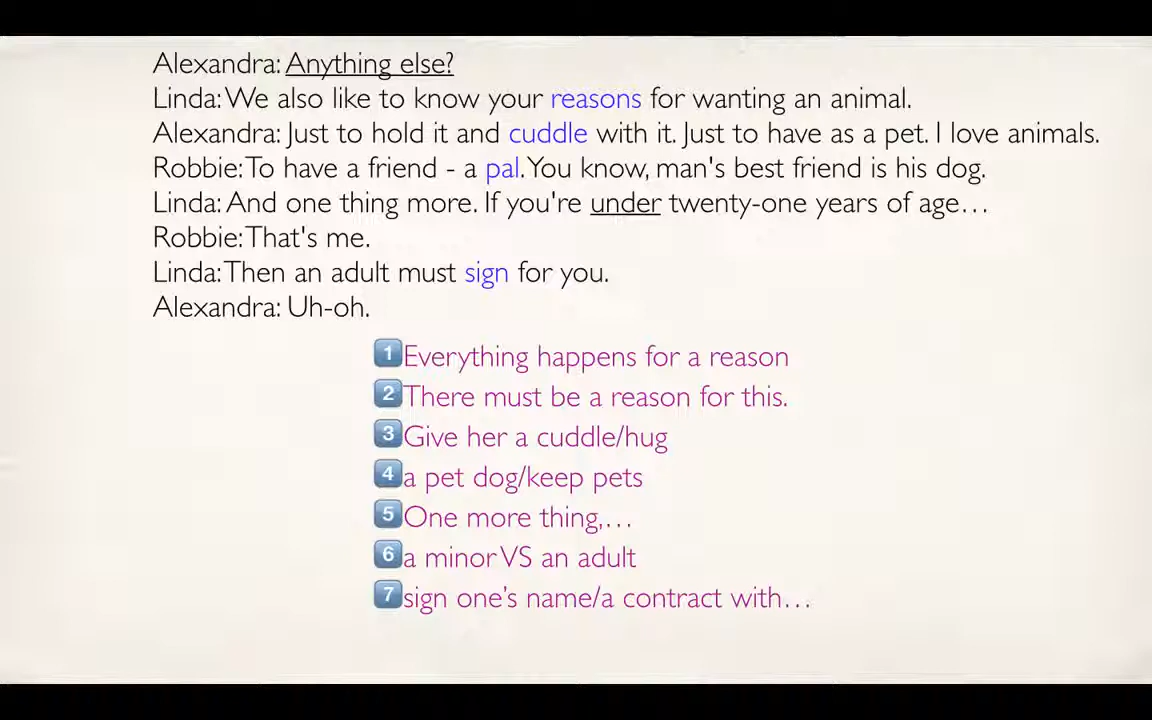 Alexandra: Anything else?
Linda: We also like to know your reasons for wanting an animal.
Alexandra: Just to hold it and cuddle with it. Just to have as a pet. I love animals.
Robbie: To have a friend - a pal. You know, man's best friend is his dog.
Linda: And one thing more. If you're under twenty-one years of age…
Robbie: That's me.
Linda: Then an adult must sign for you.
Alexandra: Uh-oh.
1 Everything happens for a reason
2 There must be a reason for this.
3 Give her a cuddle/hug
4 a pet dog/keep pets
5 One more thing,…
6 a minor VS an adult
7 sign one's name/a contract with…